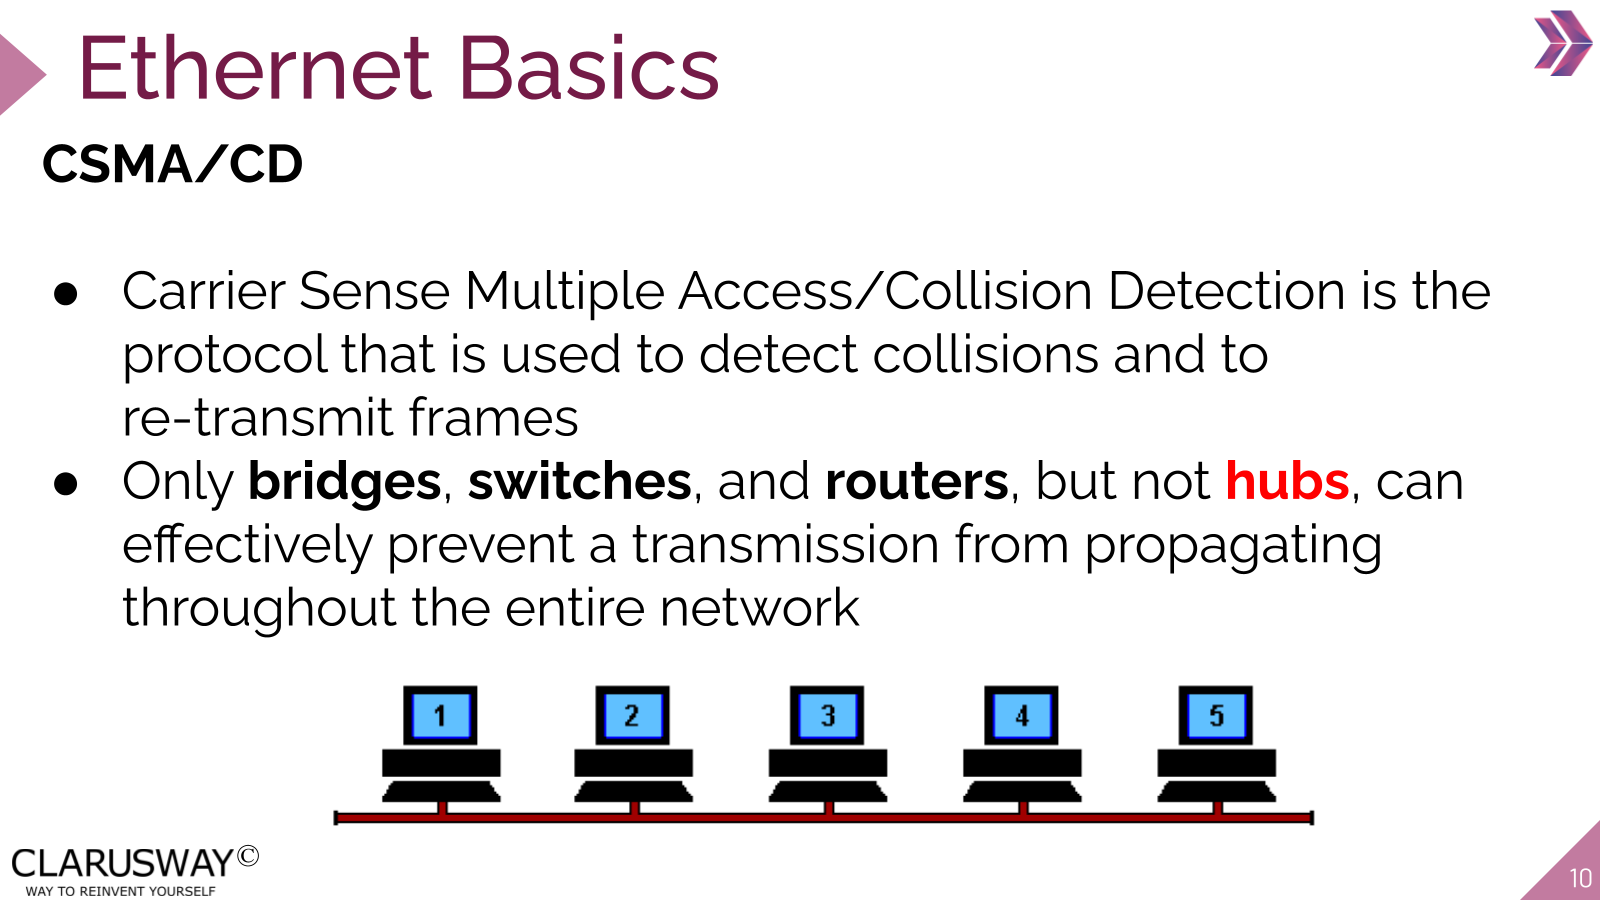 Ethernet Basics
CSMA/CD
● Carrier Sense Multiple Access/Collision Detection is the
protocol that is used to detect collisions and to
re-transmit frames
● Only bridges, switches, and routers, but not hubs, can
effectively prevent a transmission from propagating
throughout the entire network
1 2 3 4 5
CLARUSWAY©
WAY TO REINVENT YOURSELF
10